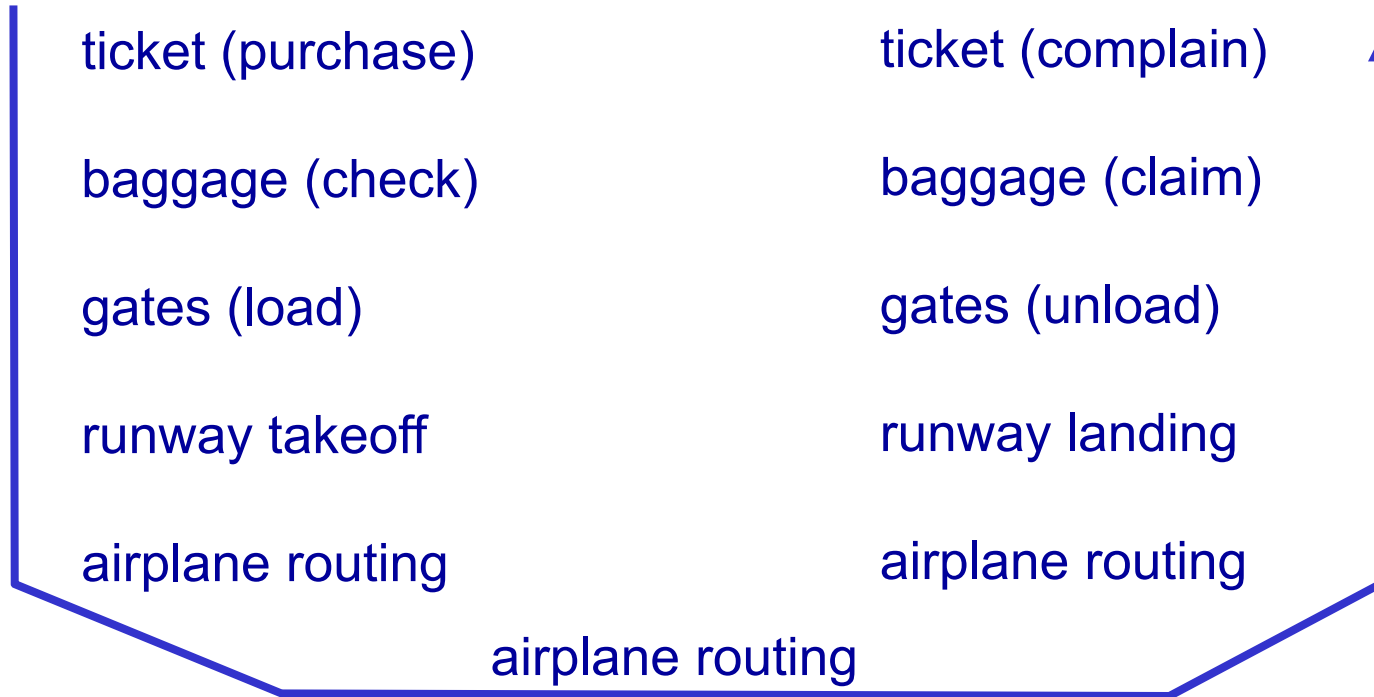 ticket (purchase)
baggage (check)
gates (load)
runway takeoff
airplane routing
ticket (complain)
baggage (claim)
gates (unload)
runway landing
airplane routing
airplane routing